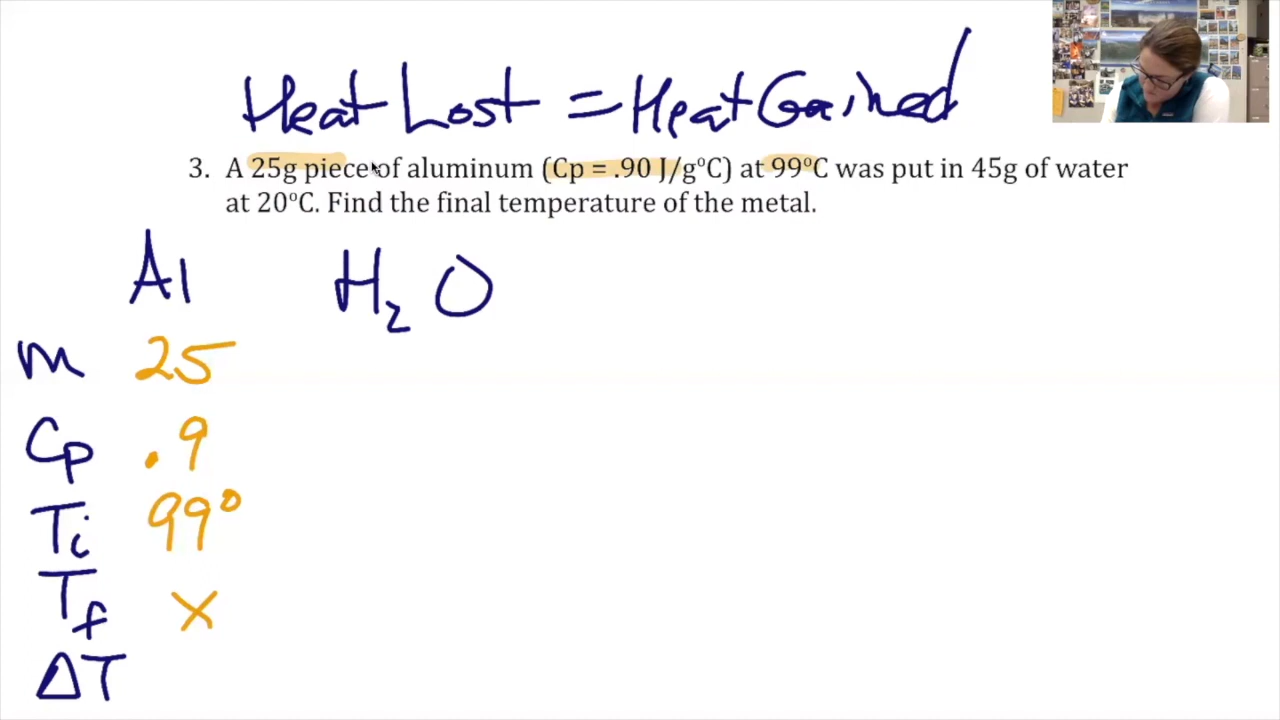 Heat Lost = Heat Gained
3. A 25g piece of aluminum (Cp = .90 J/g°C) at 99°C was put in 45g of water
at 20°C. Find the final temperature of the metal.
Al H₂O
m 25
Cp .9
Ti 99°
Tf x
ΔT